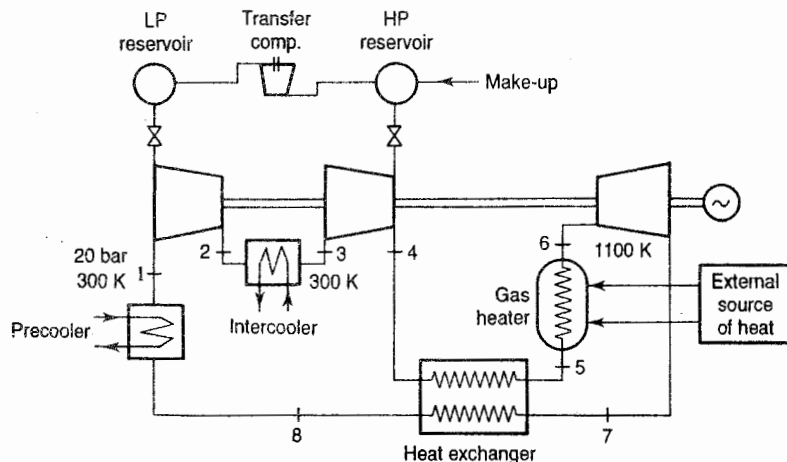 LP
reservoir
Transfer
comp.
HP
reservoir
Make-up
20 bar
300 K
1
2
3
300 K
4
6
1100 K
Gas
heater
External
source
of heat
Precooler
Intercooler
5
8
7
Heat exchanger